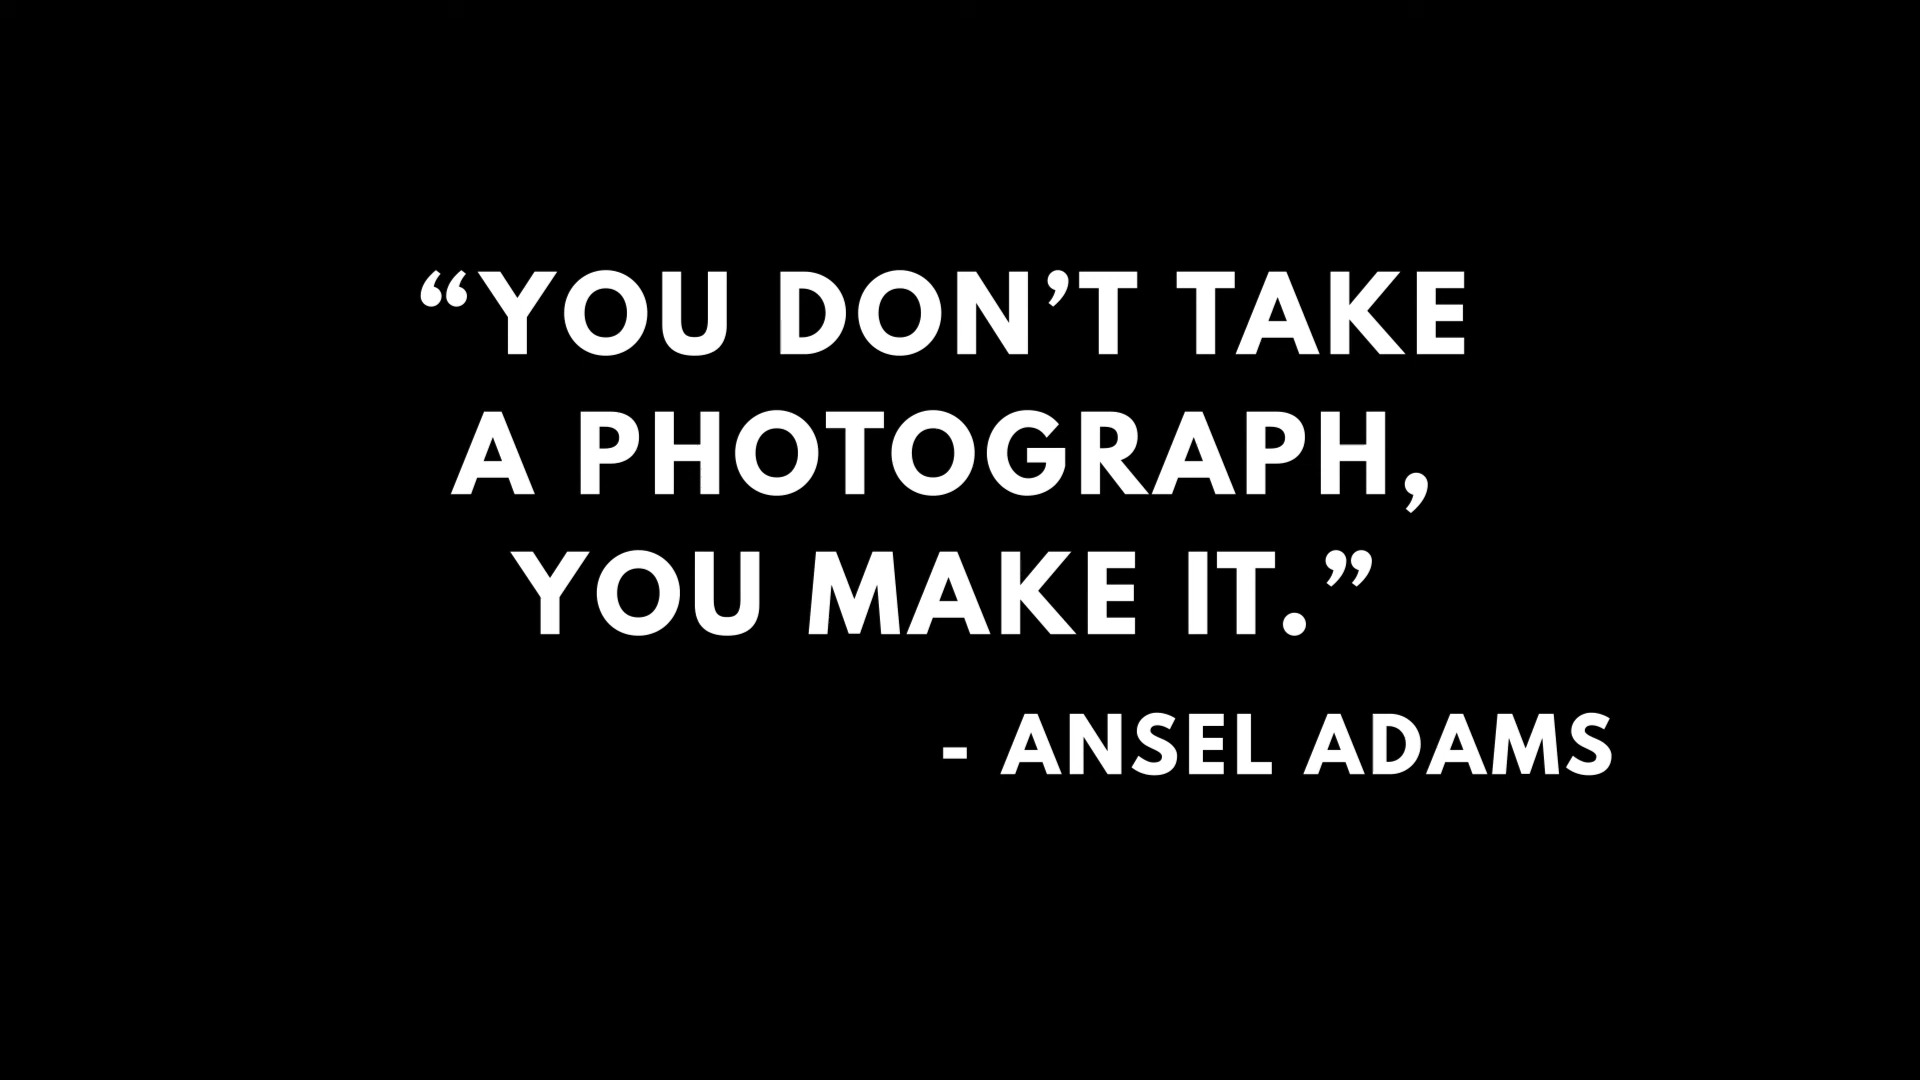 “YOU DON’T TAKE
A PHOTOGRAPH,
YOU MAKE IT.”
- ANSEL ADAMS